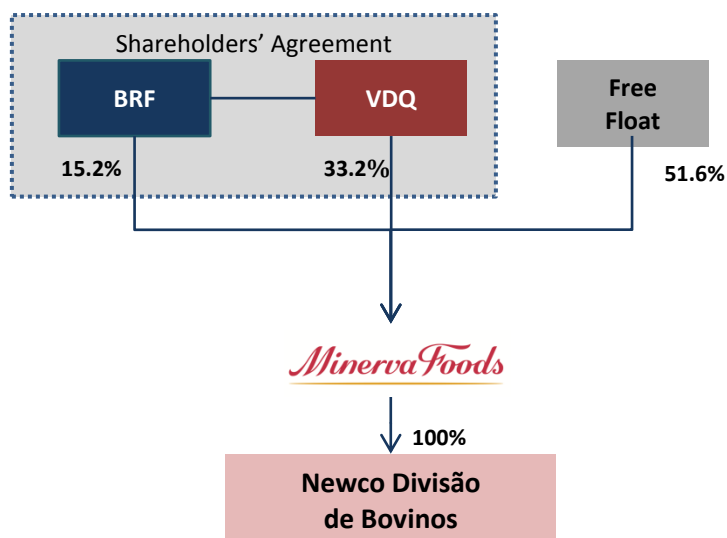 Shareholders’ Agreement
BRF
VDQ
Free
Float
15.2%
33.2%
51.6%
MinervaFoods
100%
Newco Divisão
de Bovinos